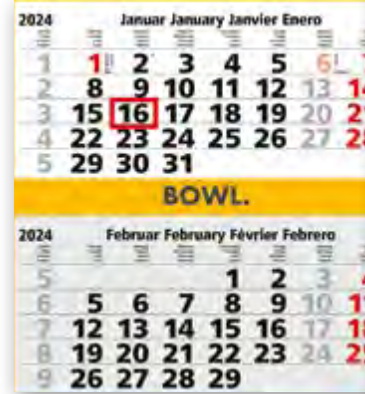 2024 Januar January Janvier Enero
1 1 2 3 4 5 6
2 8 9 10 11 12 13 14
3 15 16 17 18 19 20 21
4 22 23 24 25 26 27 28
5 29 30 31
BOWL.
2024 Februar February Février Febrero
5 1 2 3 4
6 5 6 7 8 9 10 11
7 12 13 14 15 16 17 18
8 19 20 21 22 23 24 25
9 26 27 28 29